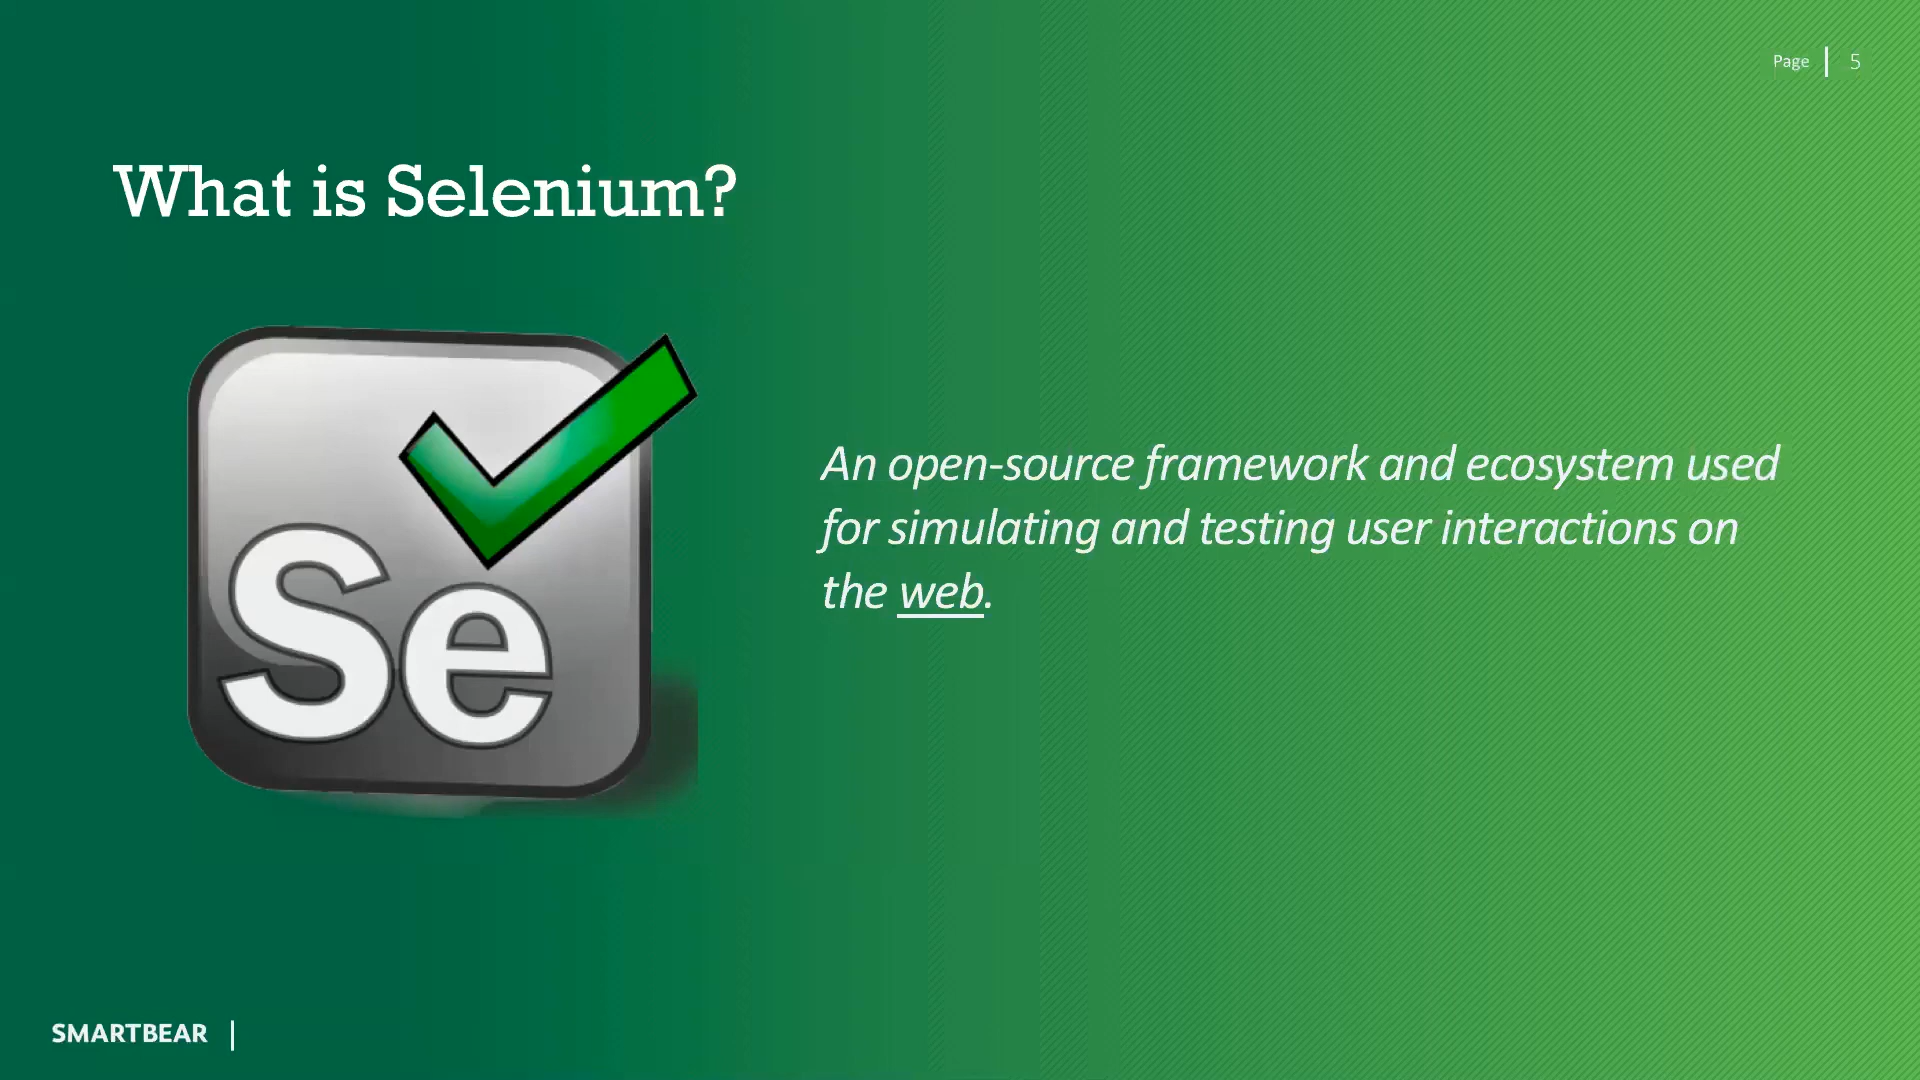 Page 5
What is Selenium?
Se
An open-source framework and ecosystem used
for simulating and testing user interactions on
the web.
SMARTBEAR